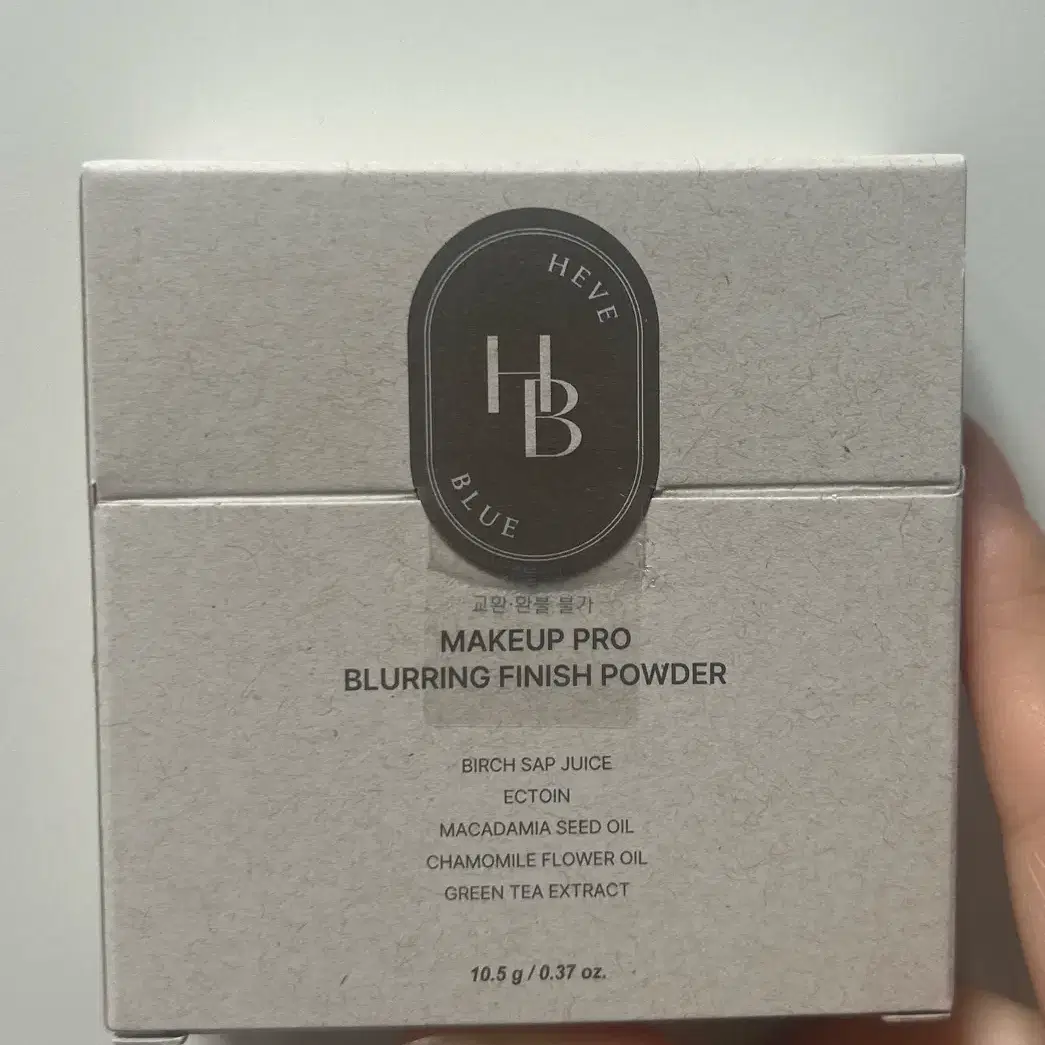 HEVE
HB
BLUE
교환·환불 불가
MAKEUP PRO
BLURRING FINISH POWDER
BIRCH SAP JUICE
ECTOIN
MACADAMIA SEED OIL
CHAMOMILE FLOWER OIL
GREEN TEA EXTRACT
10.5 g / 0.37 oz.